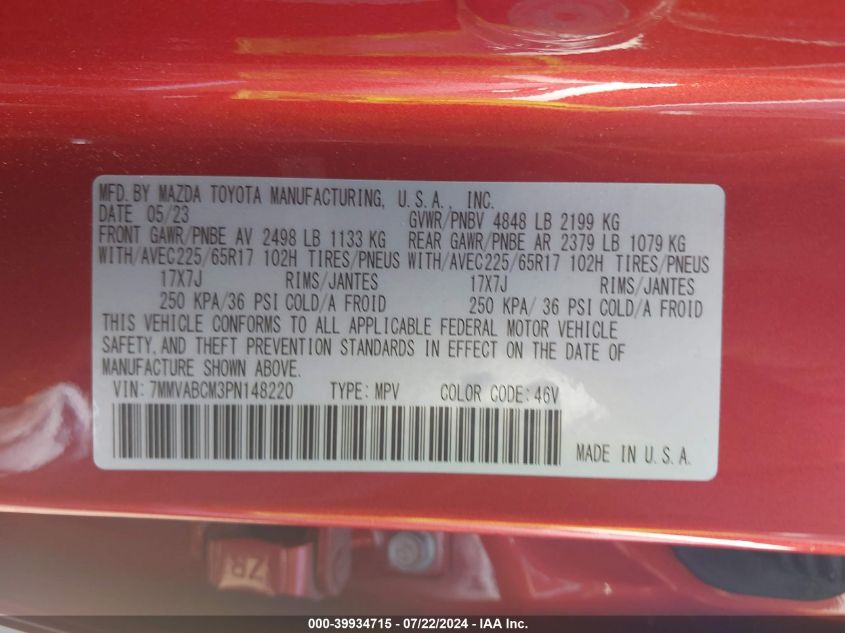 MFD. BY MAZDA TOYOTA MANUFACTURING, U.S.A., INC.
DATE 05/23
GVWR/PNBV 4848 LB 2199 KG
FRONT GAWR/PNBE AV 2498 LB 1133 KG REAR GAWR/PNBE AR 2379 LB 1079 KG
WITH/AVEC225/65R17 102H TIRES/PNEUS WITH/AVEC225/65R17 102H TIRES/PNEUS
17X7J RIMS/JANTES 17X7J RIMS/JANTES
250 KPA/36 PSI COLD/A FROID 250 KPA/ 36 PSI COLD/A FROID
THIS VEHICLE CONFORMS TO ALL APPLICABLE FEDERAL MOTOR VEHICLE
SAFETY, AND THEFT PREVENTION STANDARDS IN EFFECT ON THE DATE OF
MANUFACTURE SHOWN ABOVE.
VIN: 7MMVABCM3PN148220 TYPE: MPV COLOR CODE: 46V
MADE IN U.S.A.
ZR
000-39934715 - 07/22/2024 - IAA Inc.